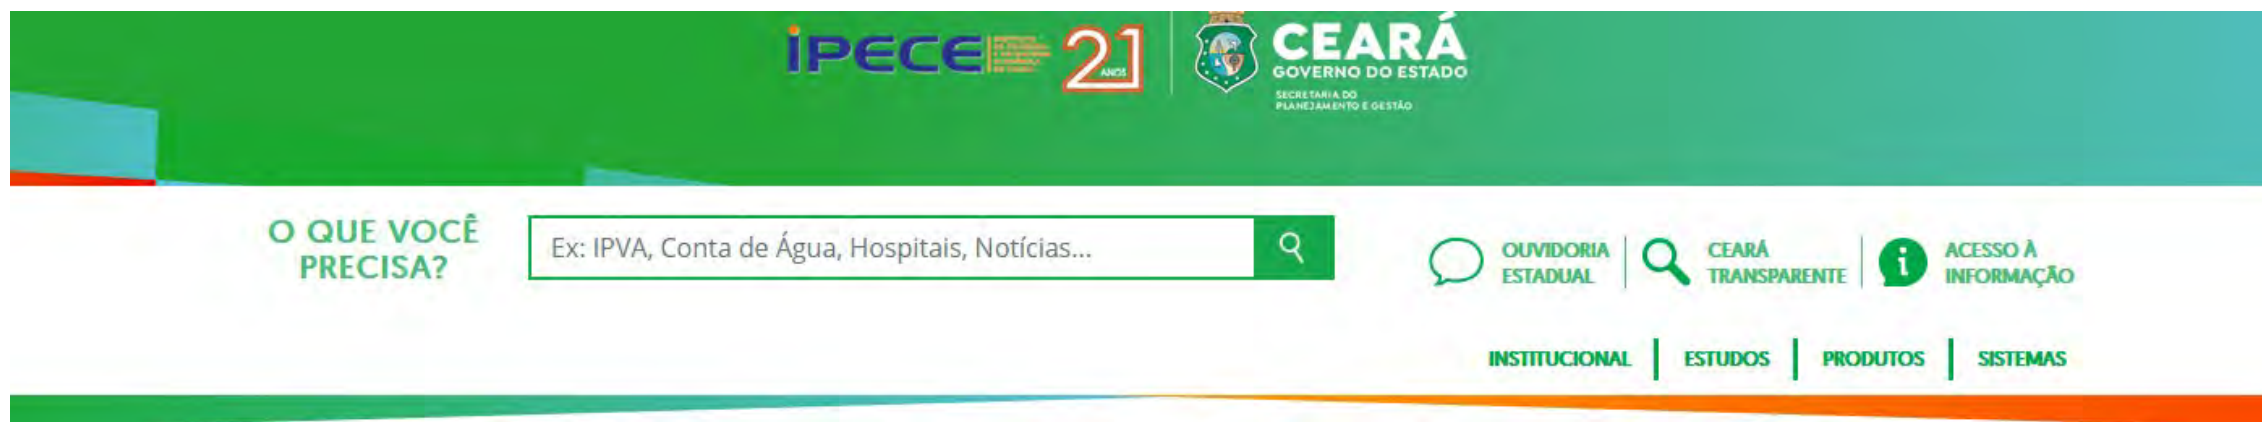 ipece
21
ANOS
CEARÁ
GOVERNO DO ESTADO
SECRETARIA DO
PLANEJAMENTO E GESTÃO
O QUE VOCÊ
PRECISA?
Ex: IPVA, Conta de Água, Hospitais, Notícias...
OUVIDORIA
ESTADUAL
CEARÁ
TRANSPARENTE
ACESSO À
INFORMAÇÃO
INSTITUCIONAL
ESTUDOS
PRODUTOS
SISTEMAS